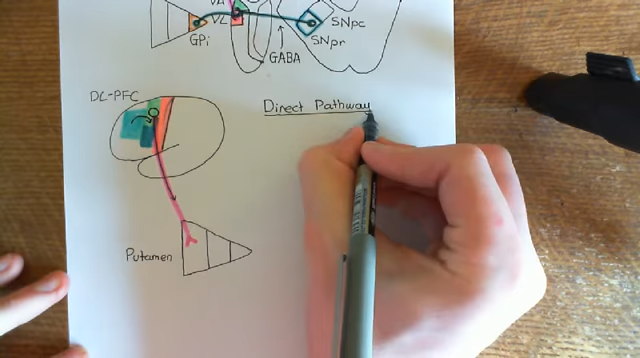 VA
VL
GPi
SNpc
SNpr
GABA
DL-PFC
Direct Pathway
Putamen